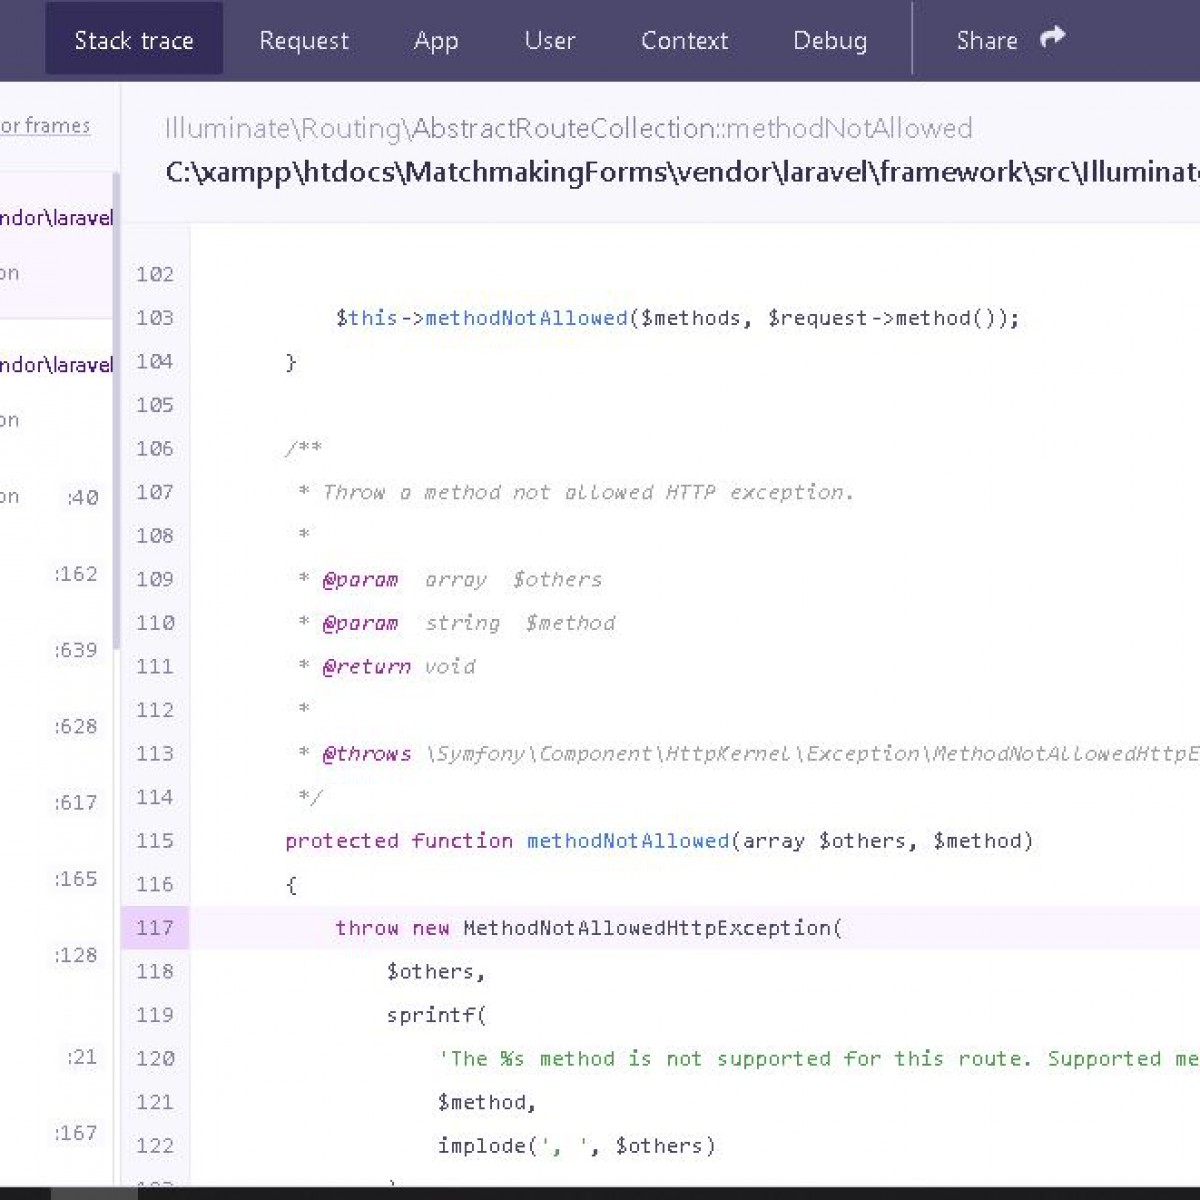 Stack trace Request App User Context Debug Share
or frames
ndor\laravel
on
ndor\laravel
on
on :40
:162
:639
:628
:617
:165
:128
:21
:167
Illuminate\Routing\AbstractRouteCollection::methodNotAllowed
C:\xampp\htdocs\MatchmakingForms\vendor\laravel\framework\src\Illuminate
102
103 $this->methodNotAllowed($methods, $request->method());
104 }
105
106 /**
107 * Throw a method not allowed HTTP exception.
108 *
109 * @param  array  $others
110 * @param  string  $method
111 * @return void
112 *
113 * @throws \Symfony\Component\HttpKernel\Exception\MethodNotAllowedHttpE
114 */
115 protected function methodNotAllowed(array $others, $method)
116 {
117 throw new MethodNotAllowedHttpException(
118 $others,
119 sprintf(
120 'The %s method is not supported for this route. Supported me
121 $method,
122 implode(', ', $others)